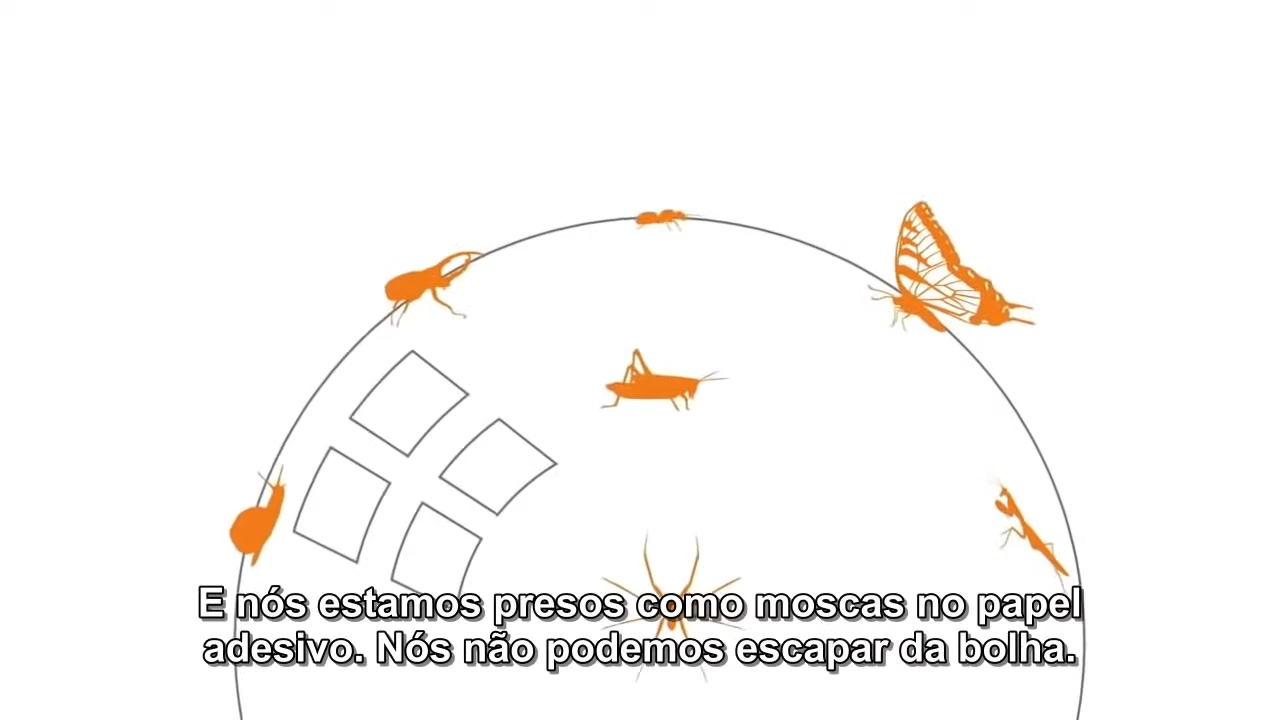 E nós estamos presos como moscas no papel
adesivo. Nós não podemos escapar da bolha.